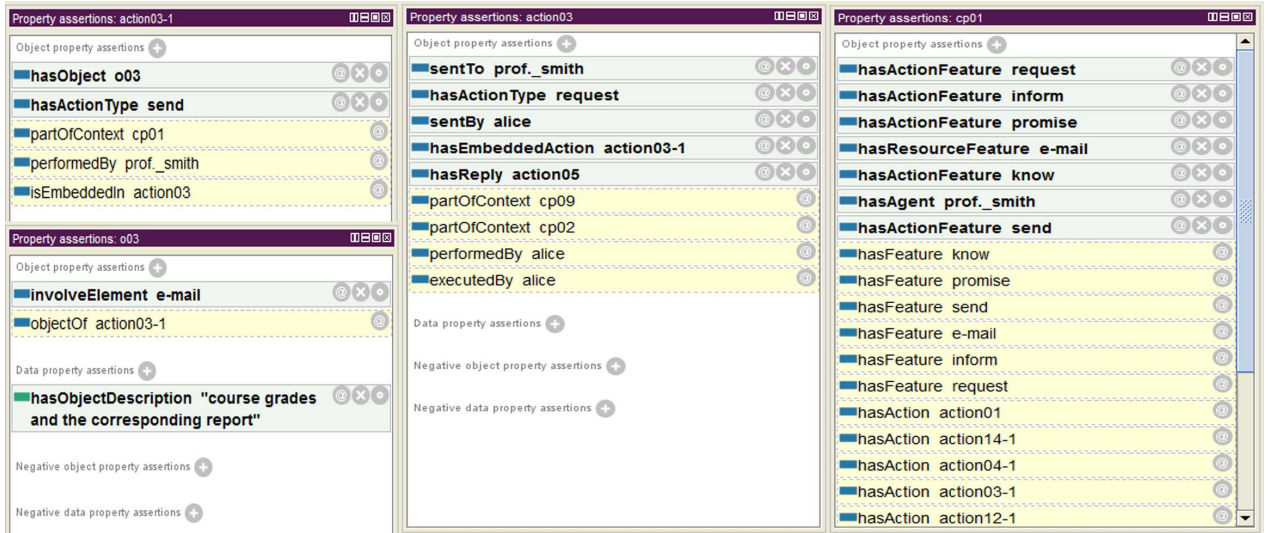 Property assertions: action03-1
Object property assertions
hasObject o03
hasActionType send
partOfContext cp01
performedBy prof._smith
isEmbeddedIn action03
Property assertions: o03
Object property assertions
involveElement e-mail
objectOf action03-1
Data property assertions
hasObjectDescription "course grades
and the corresponding report"
Negative object property assertions
Negative data property assertions
Property assertions: action03
Object property assertions
sentTo prof._smith
hasActionType request
sentBy alice
hasEmbeddedAction action03-1
hasReply action05
partOfContext cp09
partOfContext cp02
performedBy alice
executedBy alice
Data property assertions
Negative object property assertions
Negative data property assertions
Property assertions: cp01
Object property assertions
hasActionFeature request
hasActionFeature inform
hasActionFeature promise
hasResourceFeature e-mail
hasActionFeature know
hasAgent prof._smith
hasActionFeature send
hasFeature know
hasFeature promise
hasFeature send
hasFeature e-mail
hasFeature inform
hasFeature request
hasAction action01
hasAction action14-1
hasAction action04-1
hasAction action03-1
hasAction action12-1